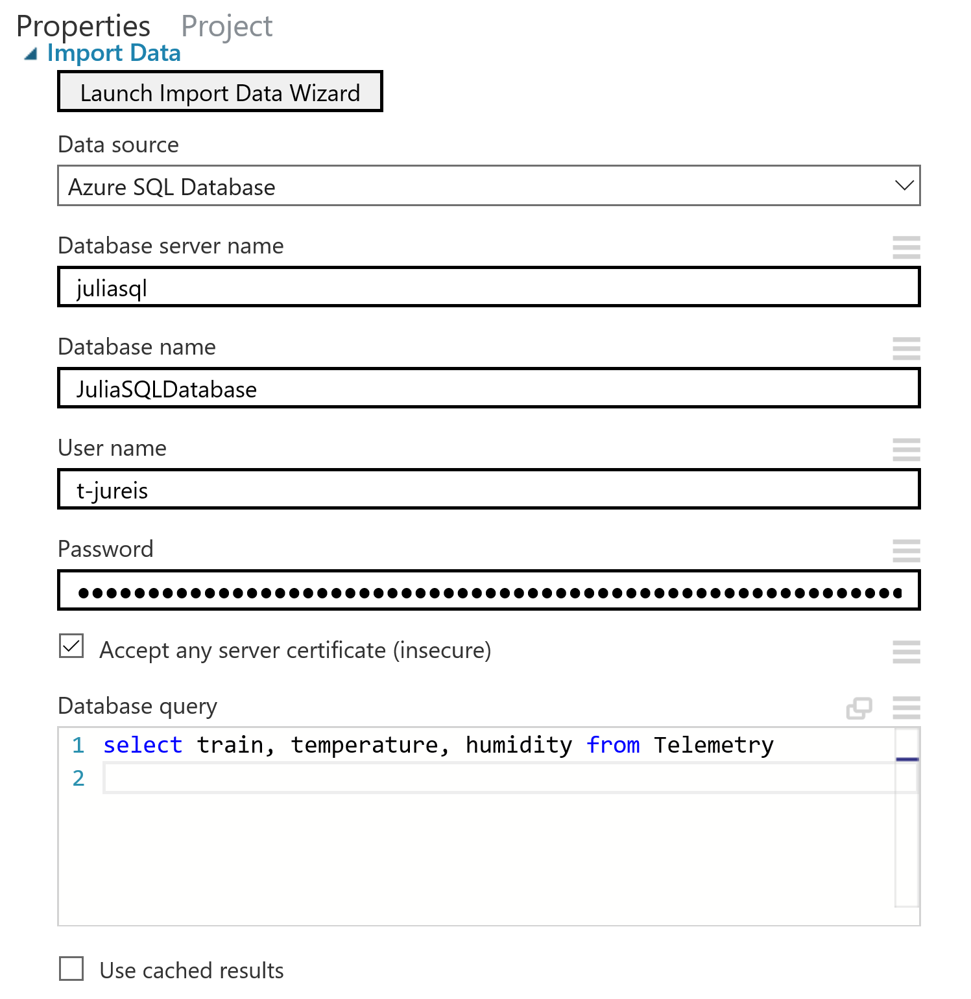 Properties Project
Import Data
Launch Import Data Wizard
Data source
Azure SQL Database
Database server name
juliasql
Database name
JuliaSQLDatabase
User name
t-jureis
Password
Accept any server certificate (insecure)
Database query
1 select train, temperature, humidity from Telemetry
2
Use cached results